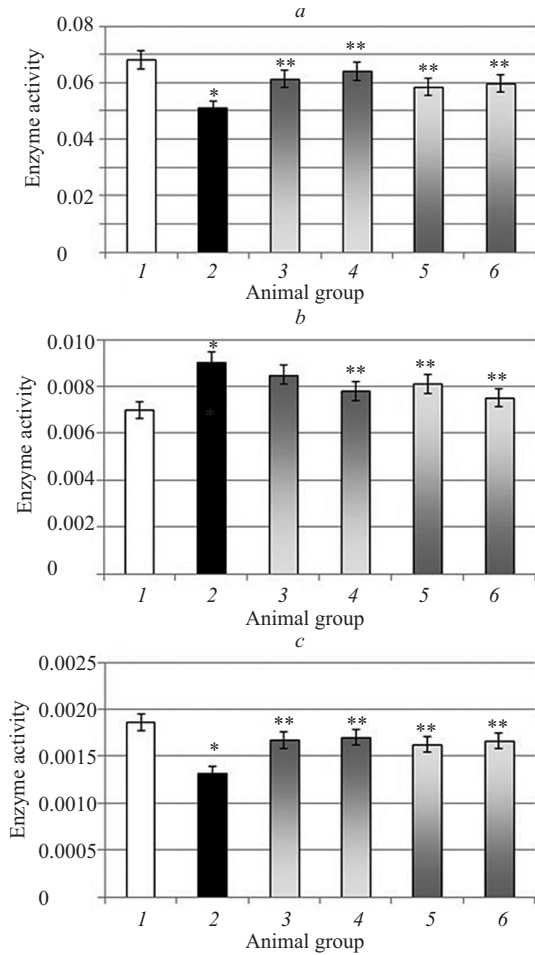 a
0.08
0.06
0.04
0.02
0
Enzyme activity
* ** ** ** **
1 2 3 4 5 6
Animal group
b
0.010
0.008
0.006
0.004
0.002
0
Enzyme activity
* ** ** **
*
1 2 3 4 5 6
Animal group
c
0.0025
0.0020
0.0015
0.0010
0.0005
0
Enzyme activity
* ** ** ** **
1 2 3 4 5 6
Animal group